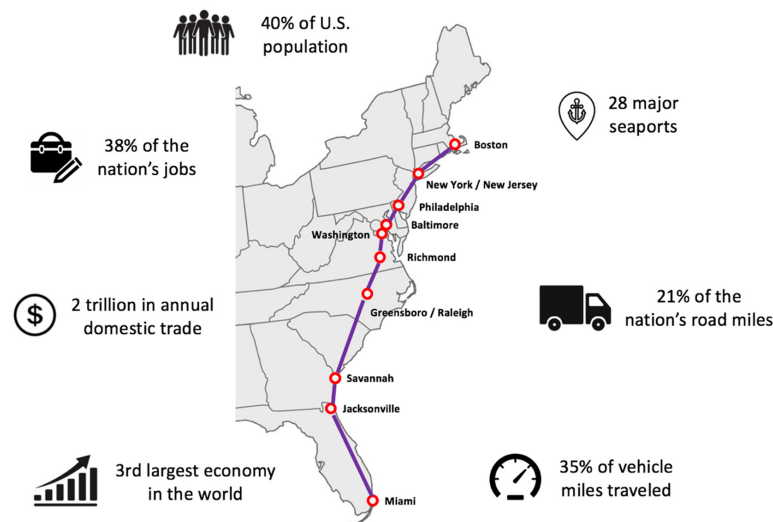 40% of U.S.
population
38% of the
nation's jobs
28 major
seaports
Boston
New York / New Jersey
Philadelphia
Baltimore
Washington
Richmond
2 trillion in annual
domestic trade
$
Greensboro / Raleigh
21% of the
nation's road miles
Savannah
Jacksonville
3rd largest economy
in the world
35% of vehicle
miles traveled
Miami